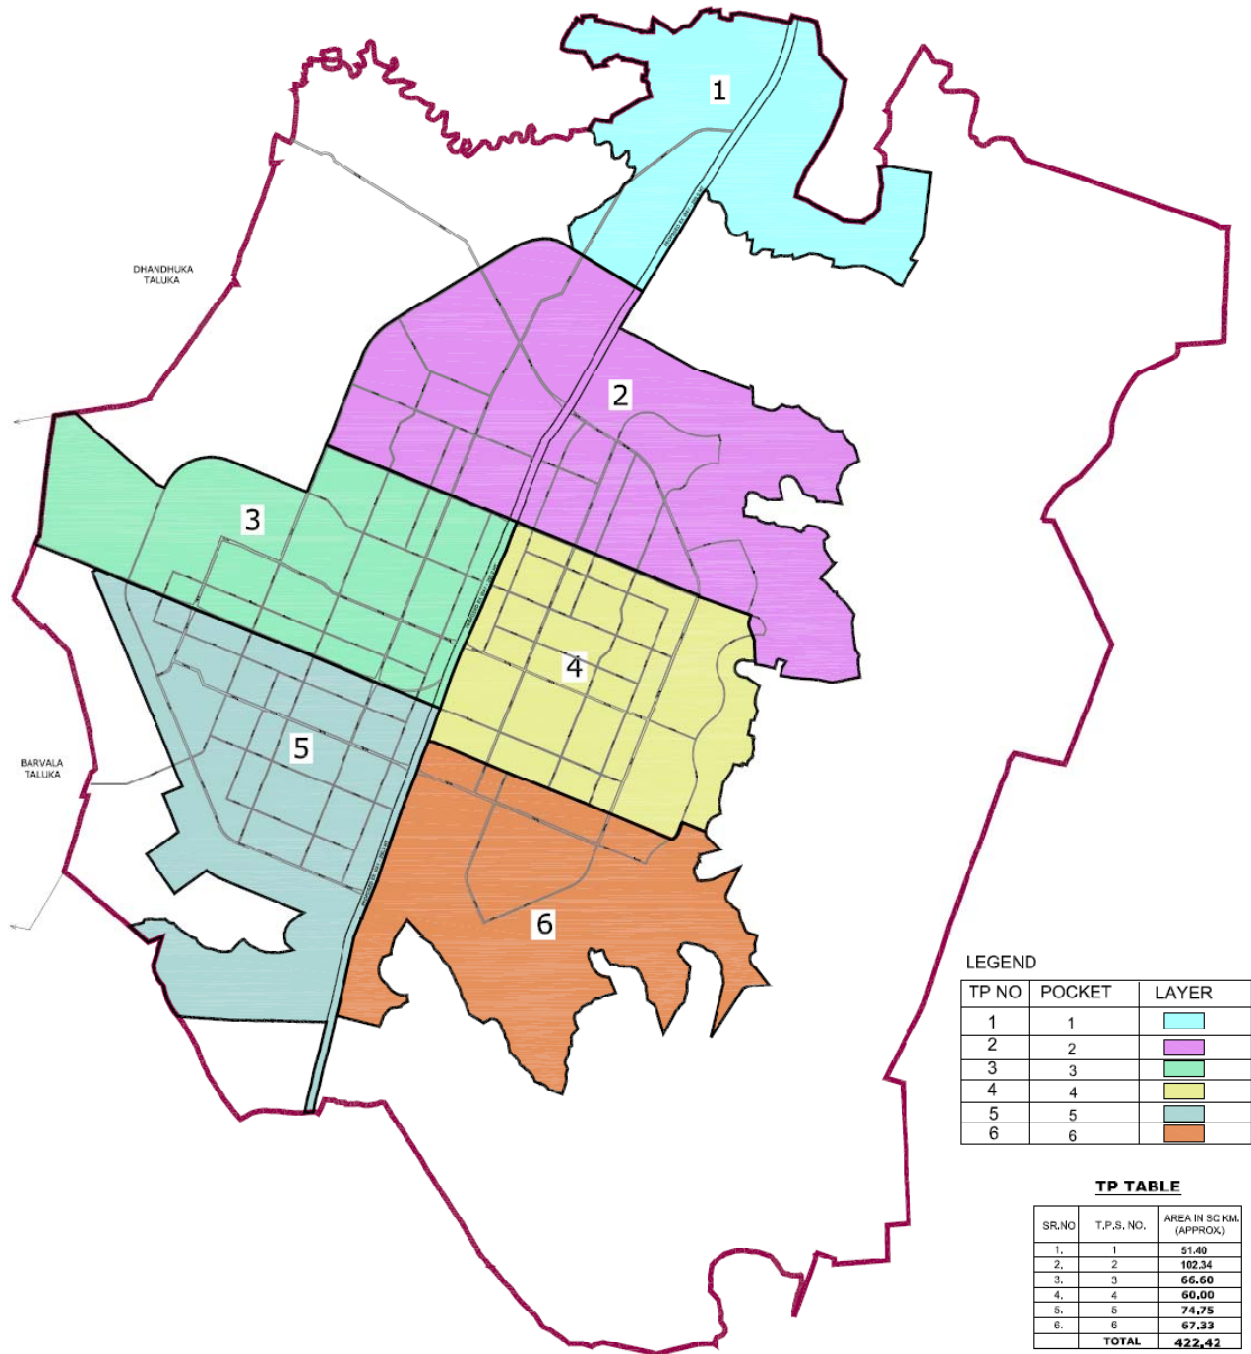 1
DHANDHUKA
TALUKA
2
3
4
5
BARVALA
TALUKA
6
LEGEND
TP NO POCKET LAYER
1 1
2 2
3 3
4 4
5 5
6 6
TP TABLE
SR.NO T.P.S. NO. AREA IN SC KM. (APPROX.)
1. 1 51.40
2. 2 102.34
3. 3 66.60
4. 4 60.00
5. 5 74.75
6. 6 67.33
TOTAL 422.42